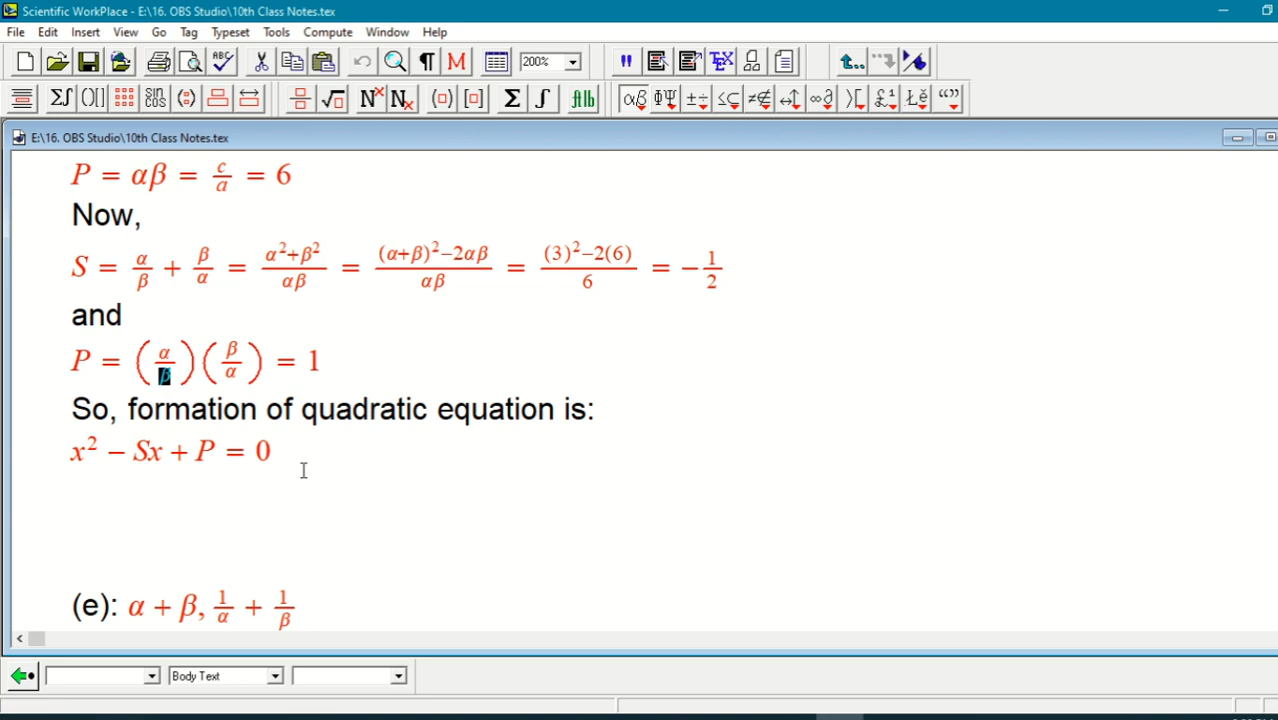 Scientific WorkPlace - E:\16. OBS Studio\10th Class Notes.tex
File Edit Insert View Go Tag Typeset Tools Compute Window Help
200%
E:\16. OBS Studio\10th Class Notes.tex
P = αβ = c/a = 6
Now,
S = α/β + β/α = (α²+β²)/(αβ) = ((α+β)²−2αβ)/(αβ) = ((3)²−2(6))/6 = −1/2
and
P = (α/β)(β/α) = 1
So, formation of quadratic equation is:
x² − Sx + P = 0
(e): α + β, 1/α + 1/β
Body Text